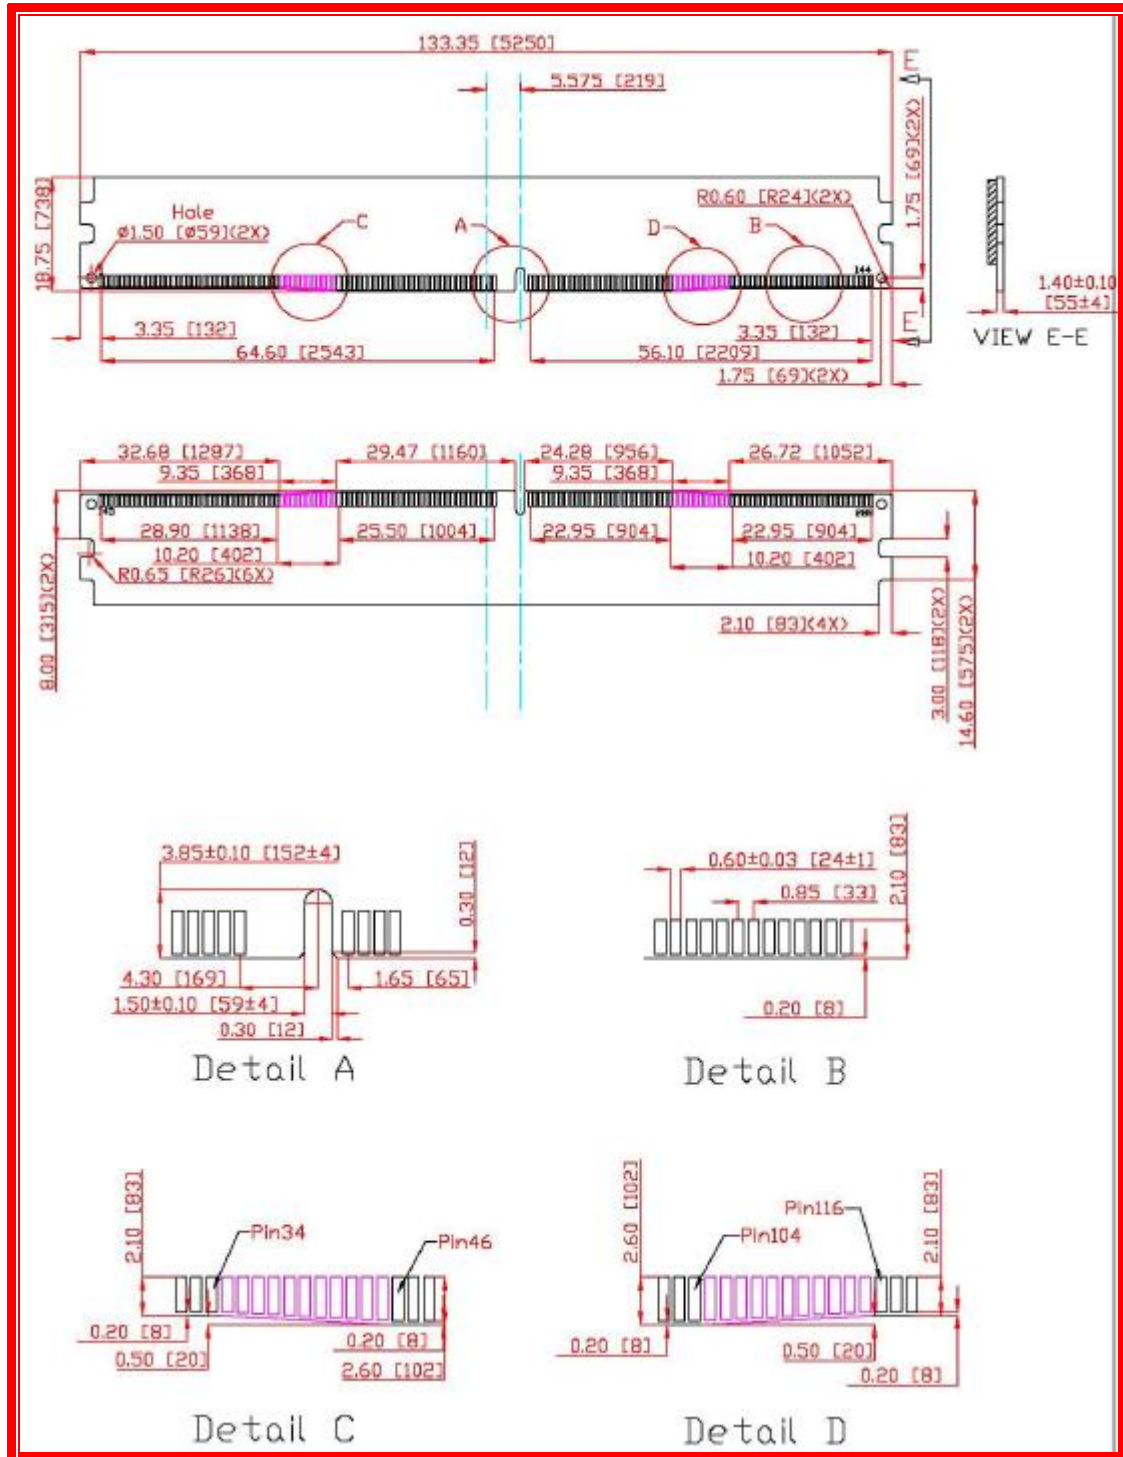 133.35 [5250]
5.575 [219]
E
1.75 [69](2X)
18.75 [738]
Hole
ø1.50 [ø59](2X)
C
A
D
B
R0.60 [R24](2X)
144
1.40±0.10
[55±4]
3.35 [132]
3.35 [132]
E
VIEW E-E
64.60 [2543]
56.10 [2209]
1.75 [69](2X)
32.68 [1287]
29.47 [1160]
24.28 [956]
26.72 [1052]
9.35 [368]
9.35 [368]
28.90 [1138]
25.50 [1004]
22.95 [904]
22.95 [904]
10.20 [402]
10.20 [402]
R0.65 [R26](6X)
8.00 [315](2X)
2.10 [83](4X)
3.00 [118](2X)
14.60 [575](2X)
3.85±0.10 [152±4]
0.30 [12]
4.30 [169]
1.65 [65]
1.50±0.10 [59±4]
0.30 [12]
Detail A
0.60±0.03 [24±1]
0.85 [33]
2.10 [83]
0.20 [8]
Detail B
2.10 [83]
Pin34
Pin46
0.20 [8]
0.20 [8]
0.50 [20]
2.60 [102]
Detail C
2.60 [102]
Pin116
Pin104
2.10 [83]
0.20 [8]
0.50 [20]
0.20 [8]
Detail D